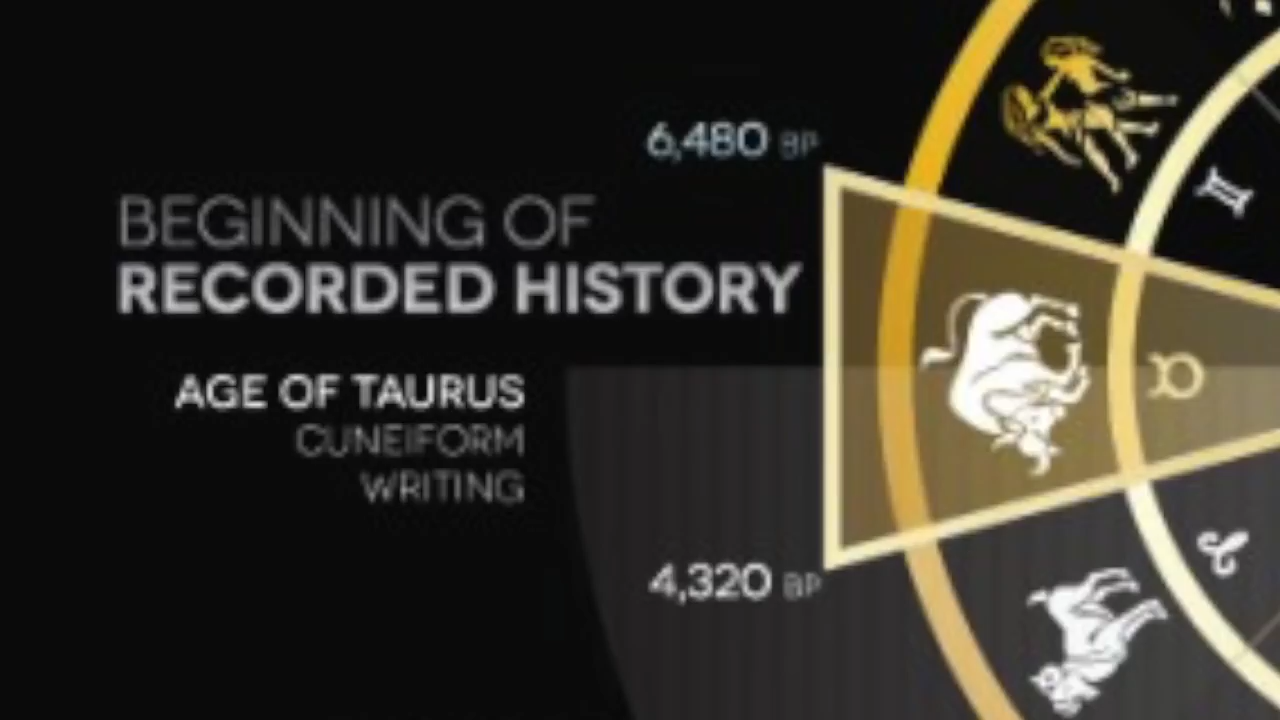 6,480 BP
BEGINNING OF
RECORDED HISTORY
AGE OF TAURUS
CUNEIFORM
WRITING
4,320 BP